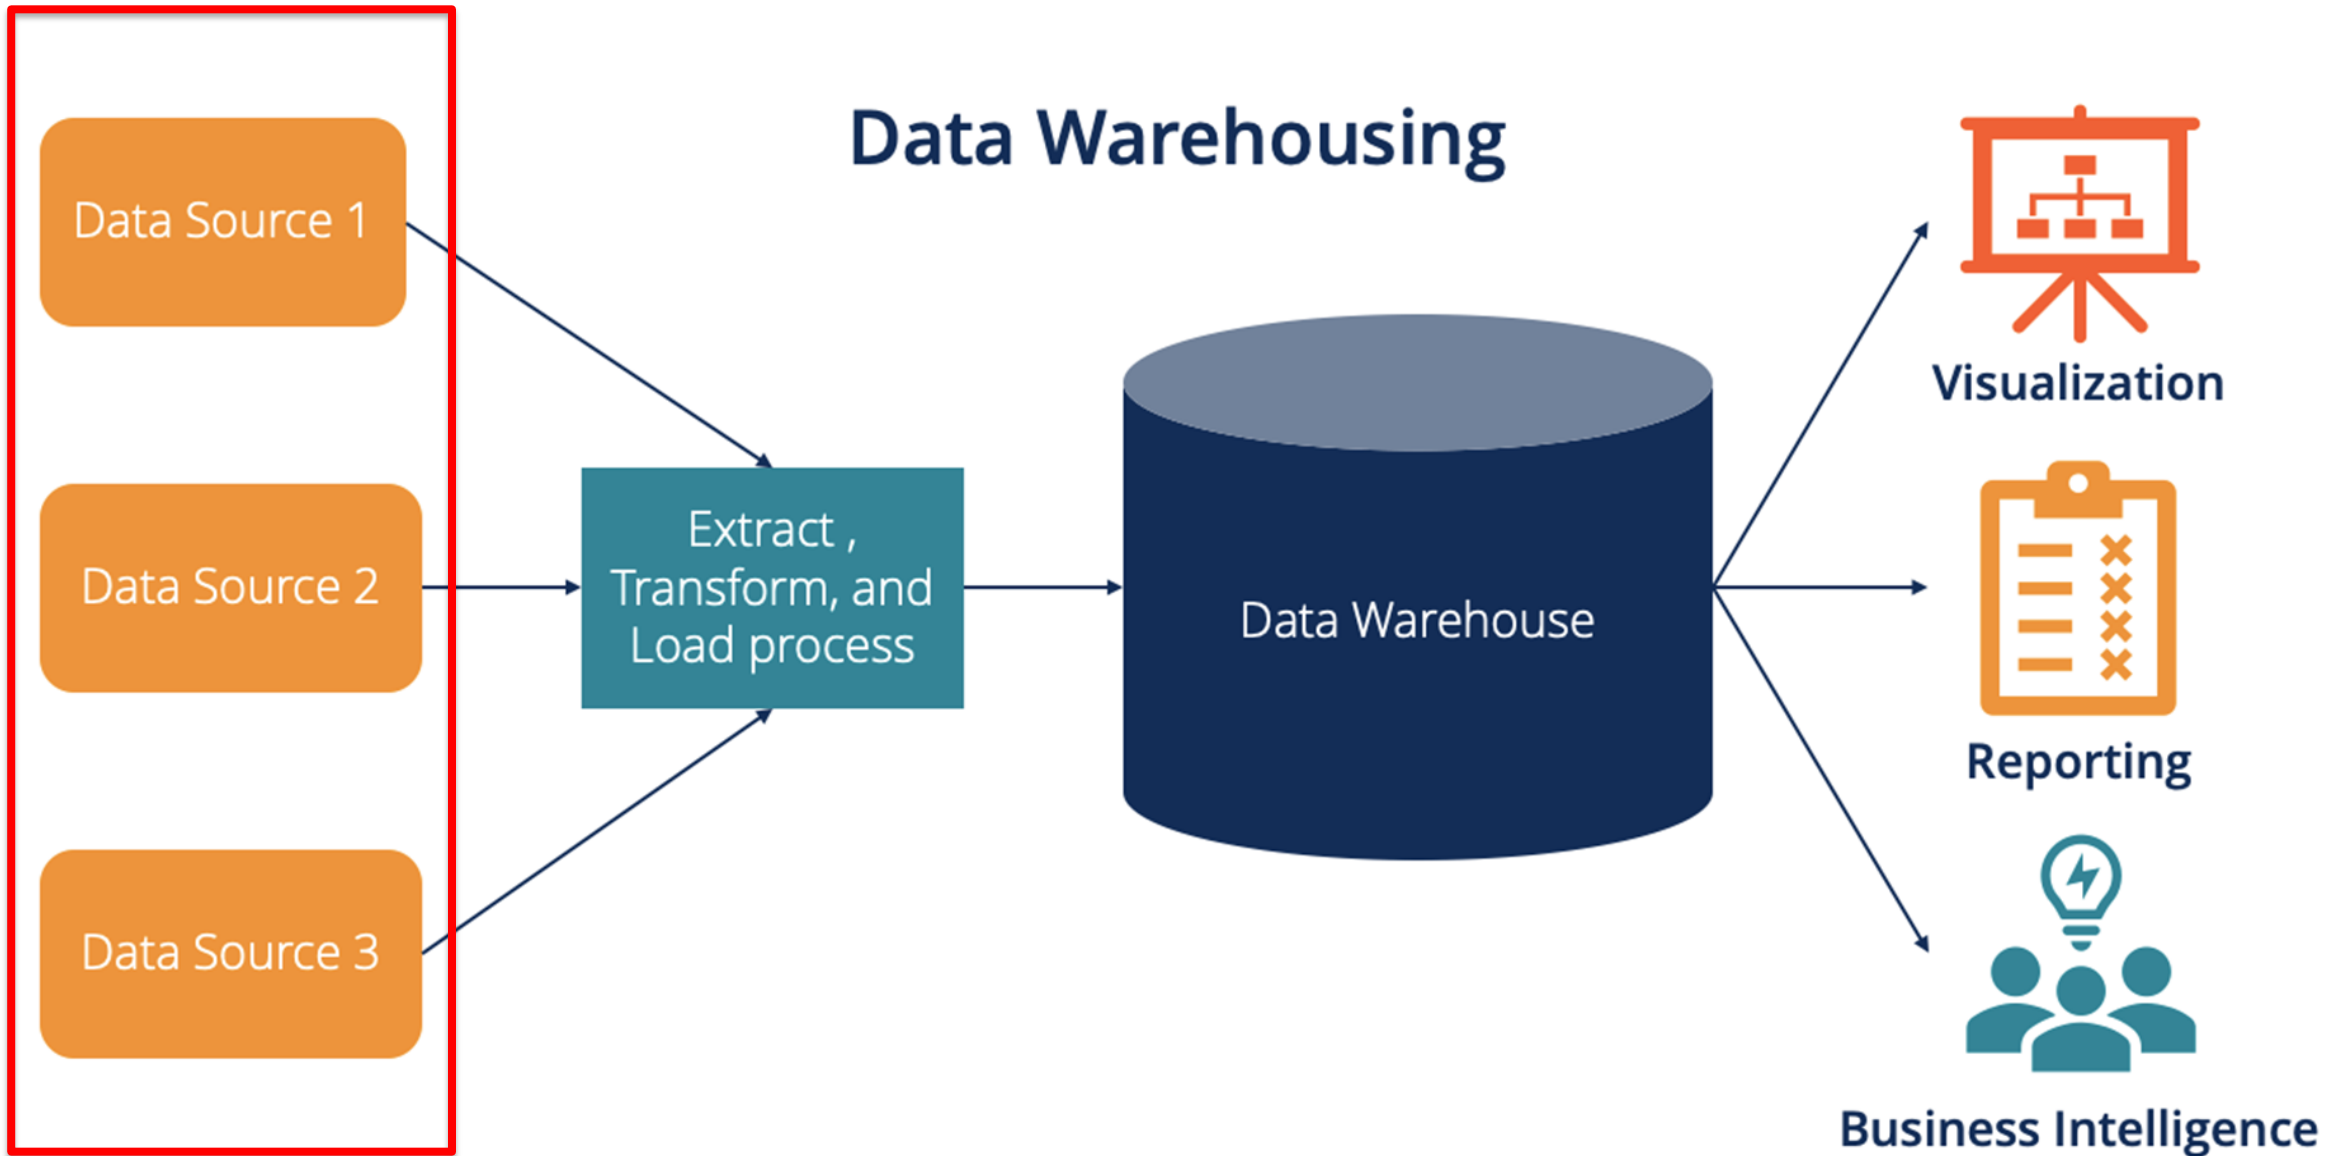 Data Warehousing
Data Source 1
Data Source 2
Data Source 3
Extract ,
Transform, and
Load process
Data Warehouse
Visualization
Reporting
Business Intelligence